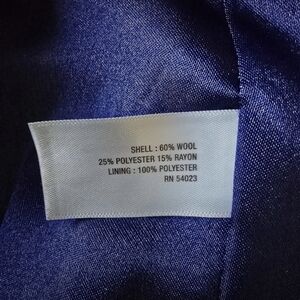 SHELL : 60% WOOL
25% POLYESTER 15% RAYON
LINING : 100% POLYESTER
RN 54023